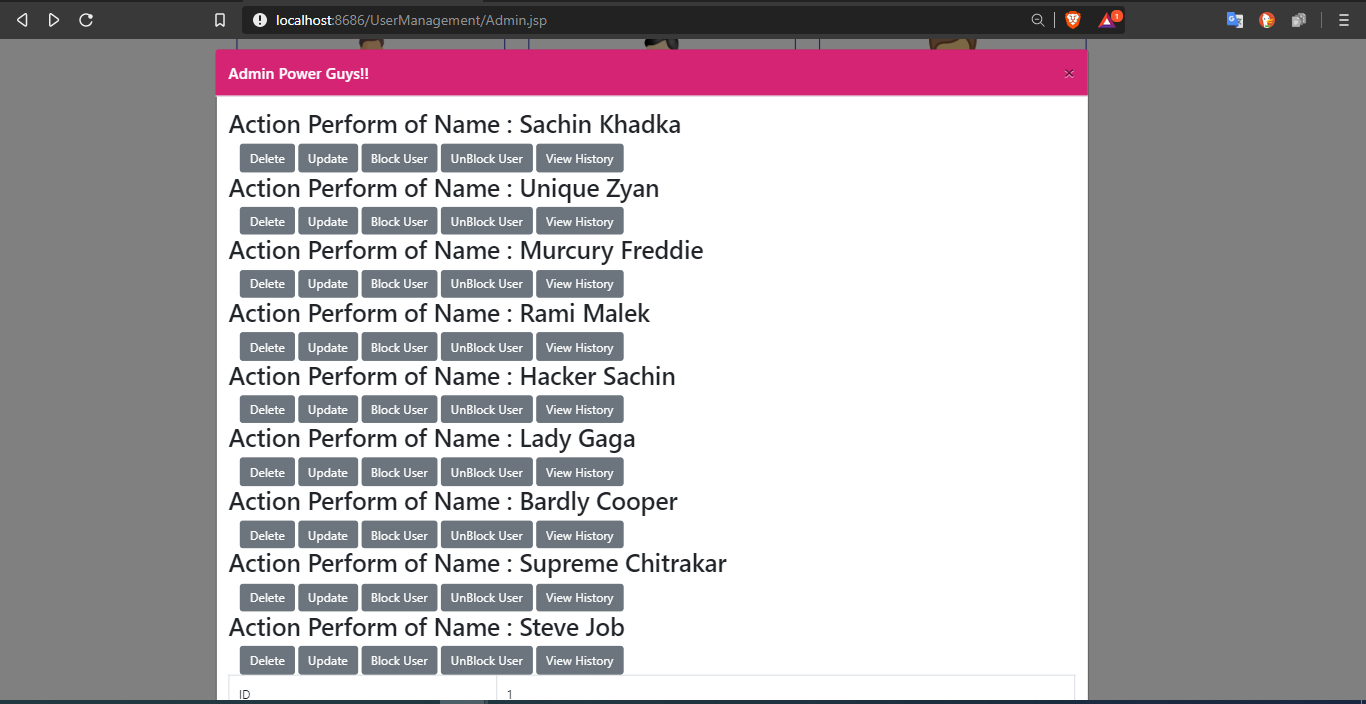 localhost:8686/UserManagement/Admin.jsp
1
Admin Power Guys!!
×
Action Perform of Name : Sachin Khadka
Delete Update Block User UnBlock User View History
Action Perform of Name : Unique Zyan
Delete Update Block User UnBlock User View History
Action Perform of Name : Murcury Freddie
Delete Update Block User UnBlock User View History
Action Perform of Name : Rami Malek
Delete Update Block User UnBlock User View History
Action Perform of Name : Hacker Sachin
Delete Update Block User UnBlock User View History
Action Perform of Name : Lady Gaga
Delete Update Block User UnBlock User View History
Action Perform of Name : Bardly Cooper
Delete Update Block User UnBlock User View History
Action Perform of Name : Supreme Chitrakar
Delete Update Block User UnBlock User View History
Action Perform of Name : Steve Job
Delete Update Block User UnBlock User View History
ID 1